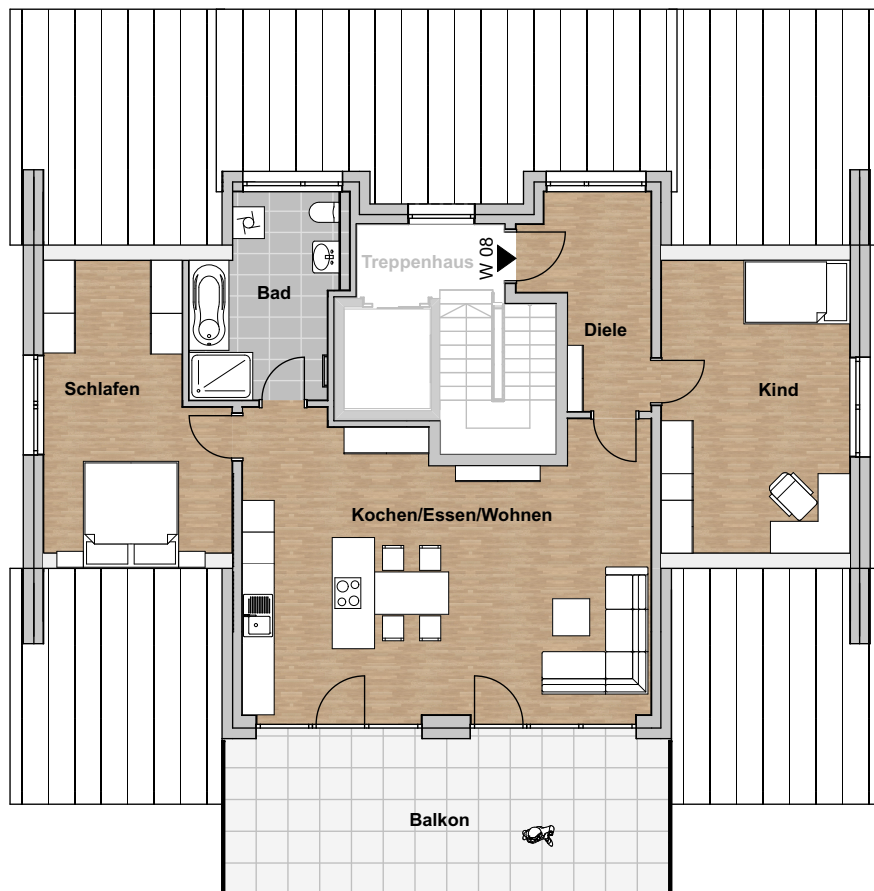 Treppenhaus
W 08
Bad
Diele
Schlafen
Kind
Kochen/Essen/Wohnen
Balkon